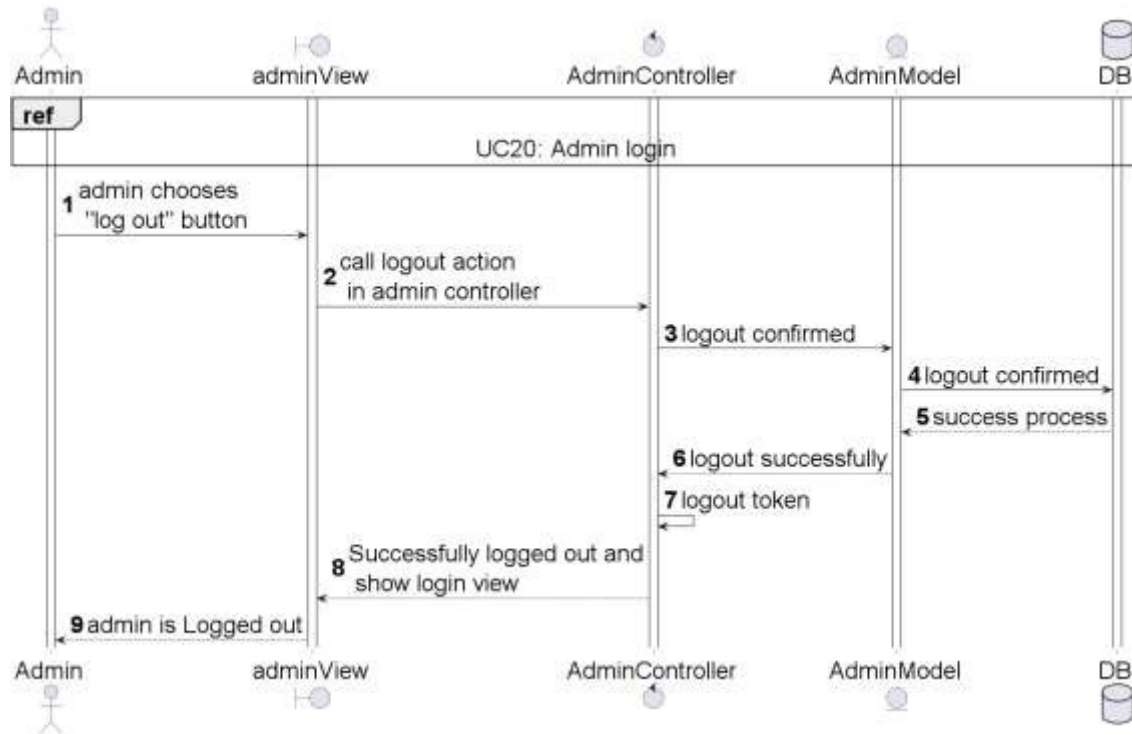 Admin adminView AdminController AdminModel DB
ref
UC20: Admin login
1 admin chooses
"log out" button
2 call logout action
in admin controller
3 logout confirmed
4 logout confirmed
5 success process
6 logout successfully
7 logout token
8 Successfully logged out and
show login view
9 admin is Logged out
Admin adminView AdminController AdminModel DB